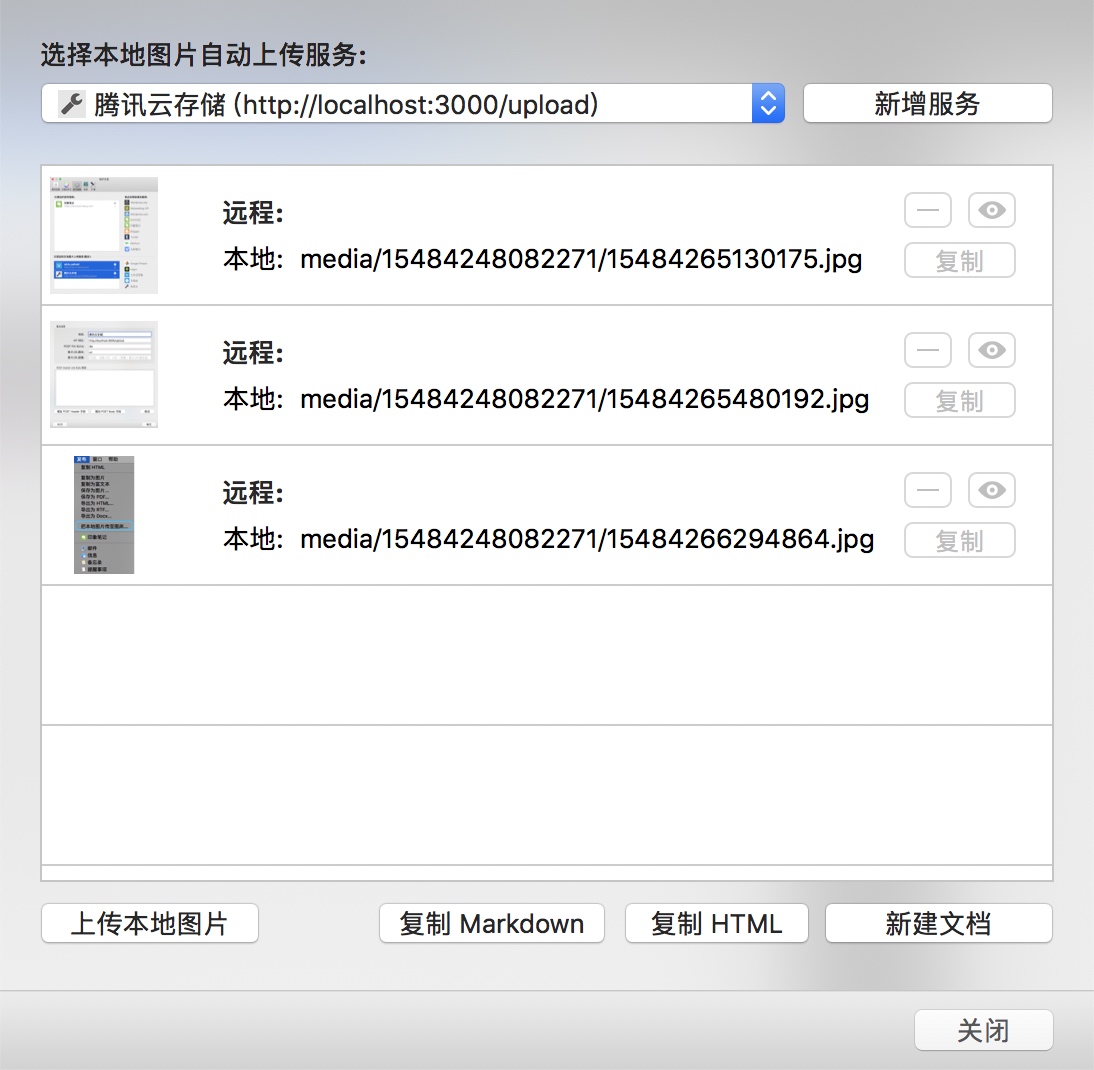 选择本地图片自动上传服务:
腾讯云存储 (http://localhost:3000/upload)
新增服务
远程:
本地: media/15484248082271/15484265130175.jpg
复制
远程:
本地: media/15484248082271/15484265480192.jpg
复制
远程:
本地: media/15484248082271/15484266294864.jpg
复制
上传本地图片
复制 Markdown
复制 HTML
新建文档
关闭